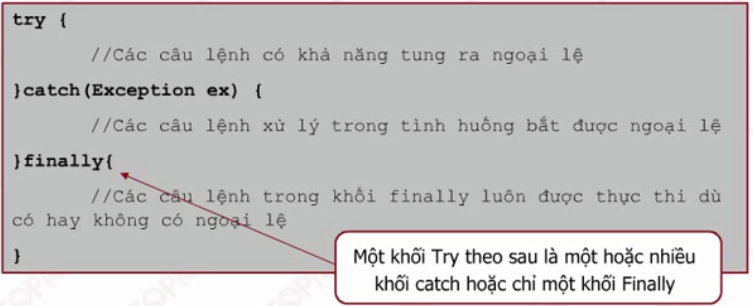 try {
//Các câu lệnh có khả năng tung ra ngoại lệ
}catch(Exception ex) {
//Các câu lệnh xử lý trong tình huống bắt được ngoại lệ
}finally{
//Các câu lệnh trong khối finally luôn được thực thi dù
có hay không có ngoại lệ
}
Một khối Try theo sau là một hoặc nhiều
khối catch hoặc chỉ một khối Finally